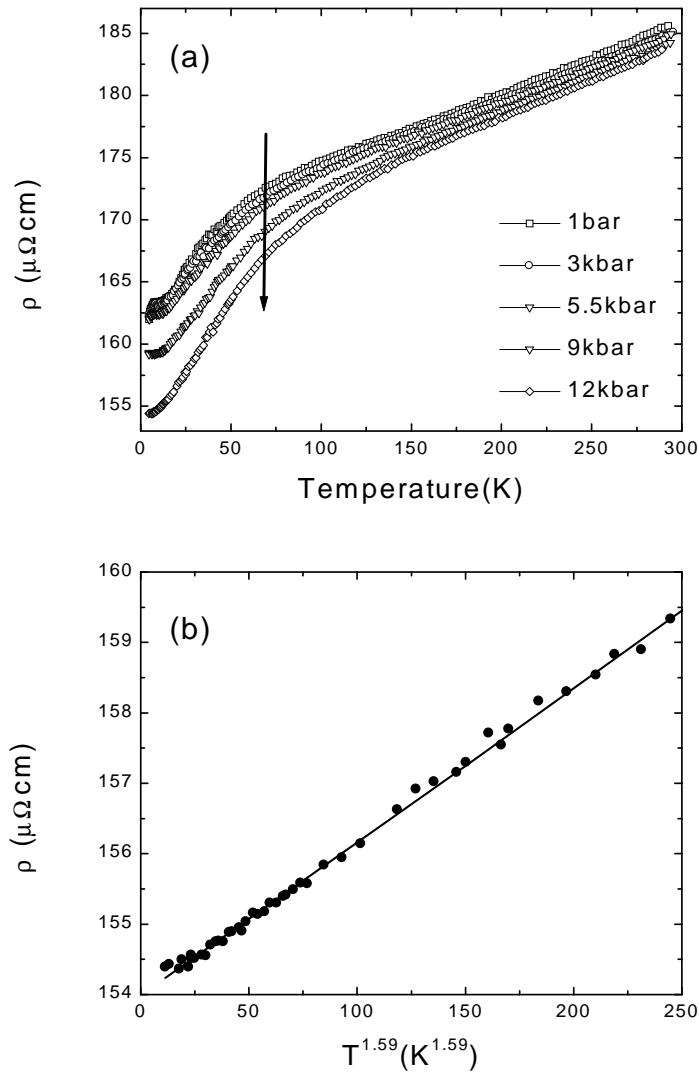 (a)
185
180
175
170
165
160
155
ρ (μΩcm)
1bar
3kbar
5.5kbar
9kbar
12kbar
0 50 100 150 200 250 300
Temperature(K)
(b)
160
159
158
157
156
155
154
ρ (μΩcm)
0 50 100 150 200 250
T^1.59(K^1.59)